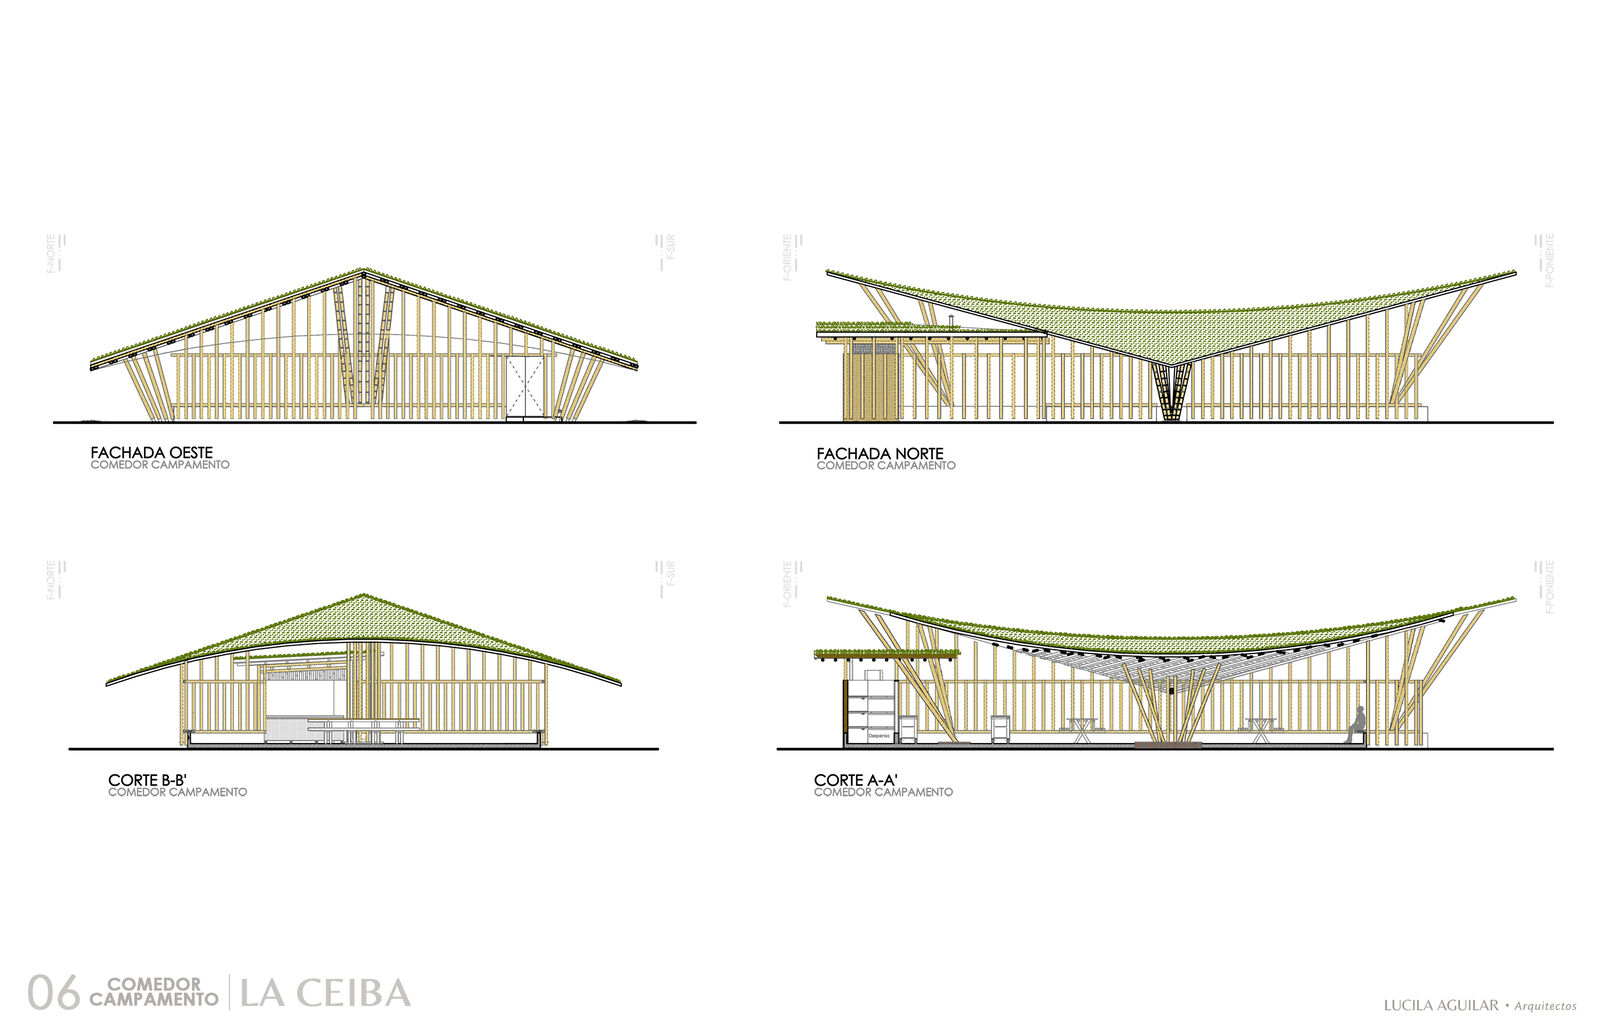 F-NORTE
F-SUR
F-ORIENTE
F-PONIENTE
FACHADA OESTE
COMEDOR CAMPAMENTO
FACHADA NORTE
COMEDOR CAMPAMENTO
F-NORTE
F-SUR
F-ORIENTE
F-PONIENTE
Despensa
CORTE B-B'
COMEDOR CAMPAMENTO
CORTE A-A'
COMEDOR CAMPAMENTO
06 COMEDOR CAMPAMENTO LA CEIBA
LUCILA AGUILAR • Arquitectos